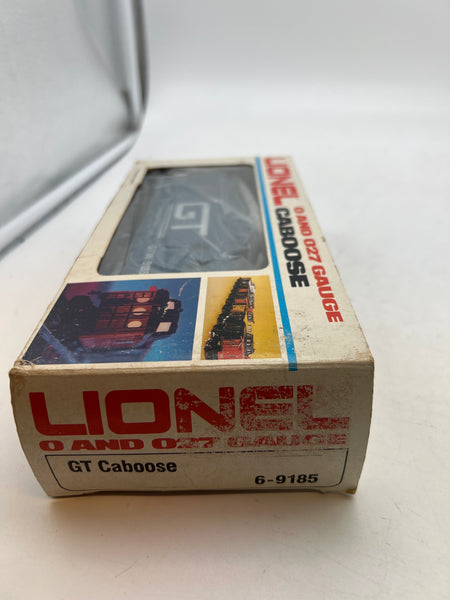 LIONEL
O AND O27 GAUGE
CABOOSE
GT
LIONEL
O AND O27 GAUGE
GT Caboose
6-9185